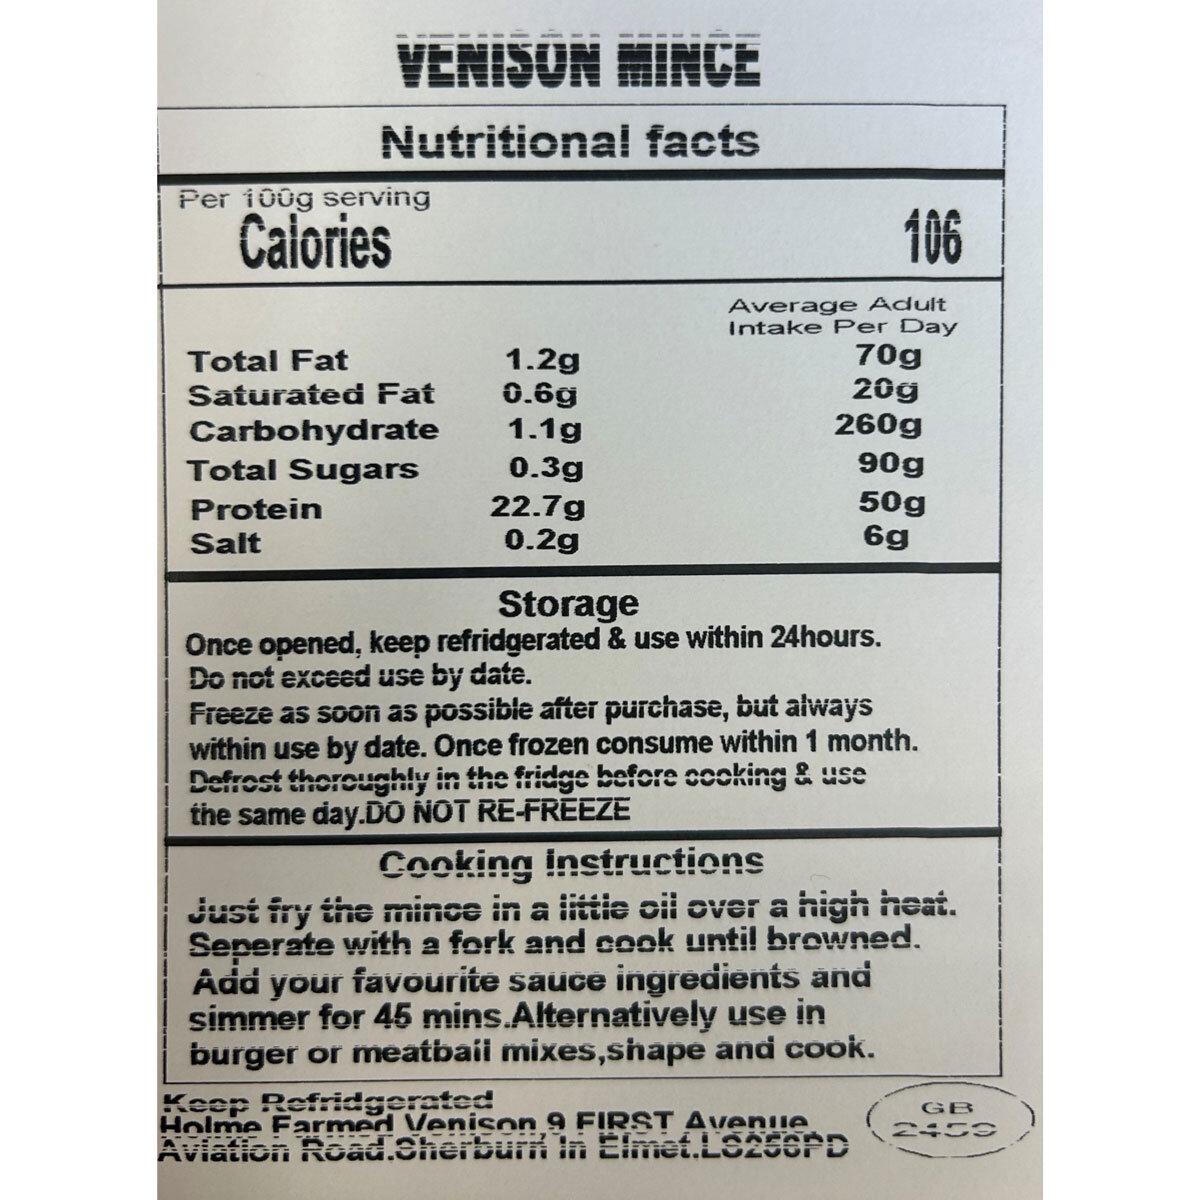 VENISON MINCE
Nutritional facts
Per 100g serving
Calories 106
Average Adult
Intake Per Day
Total Fat 1.2g 70g
Saturated Fat 0.6g 20g
Carbohydrate 1.1g 260g
Total Sugars 0.3g 90g
Protein 22.7g 50g
Salt 0.2g 6g
Storage
Once opened, keep refridgerated & use within 24hours.
Do not exceed use by date.
Freeze as soon as possible after purchase, but always
within use by date. Once frozen consume within 1 month.
Defrost thoroughly in the fridge before cooking & use
the same day.DO NOT RE-FREEZE
Cooking Instructions
Just fry the mince in a little oil over a high heat.
Seperate with a fork and cook until browned.
Add your favourite sauce ingredients and
simmer for 45 mins.Alternatively use in
burger or meatball mixes,shape and cook.
Keep Refridgerated
Holme Farmed Venison,9 FIRST Avenue
Aviation Road.Sherburn In Elmet.LS256PD
GB